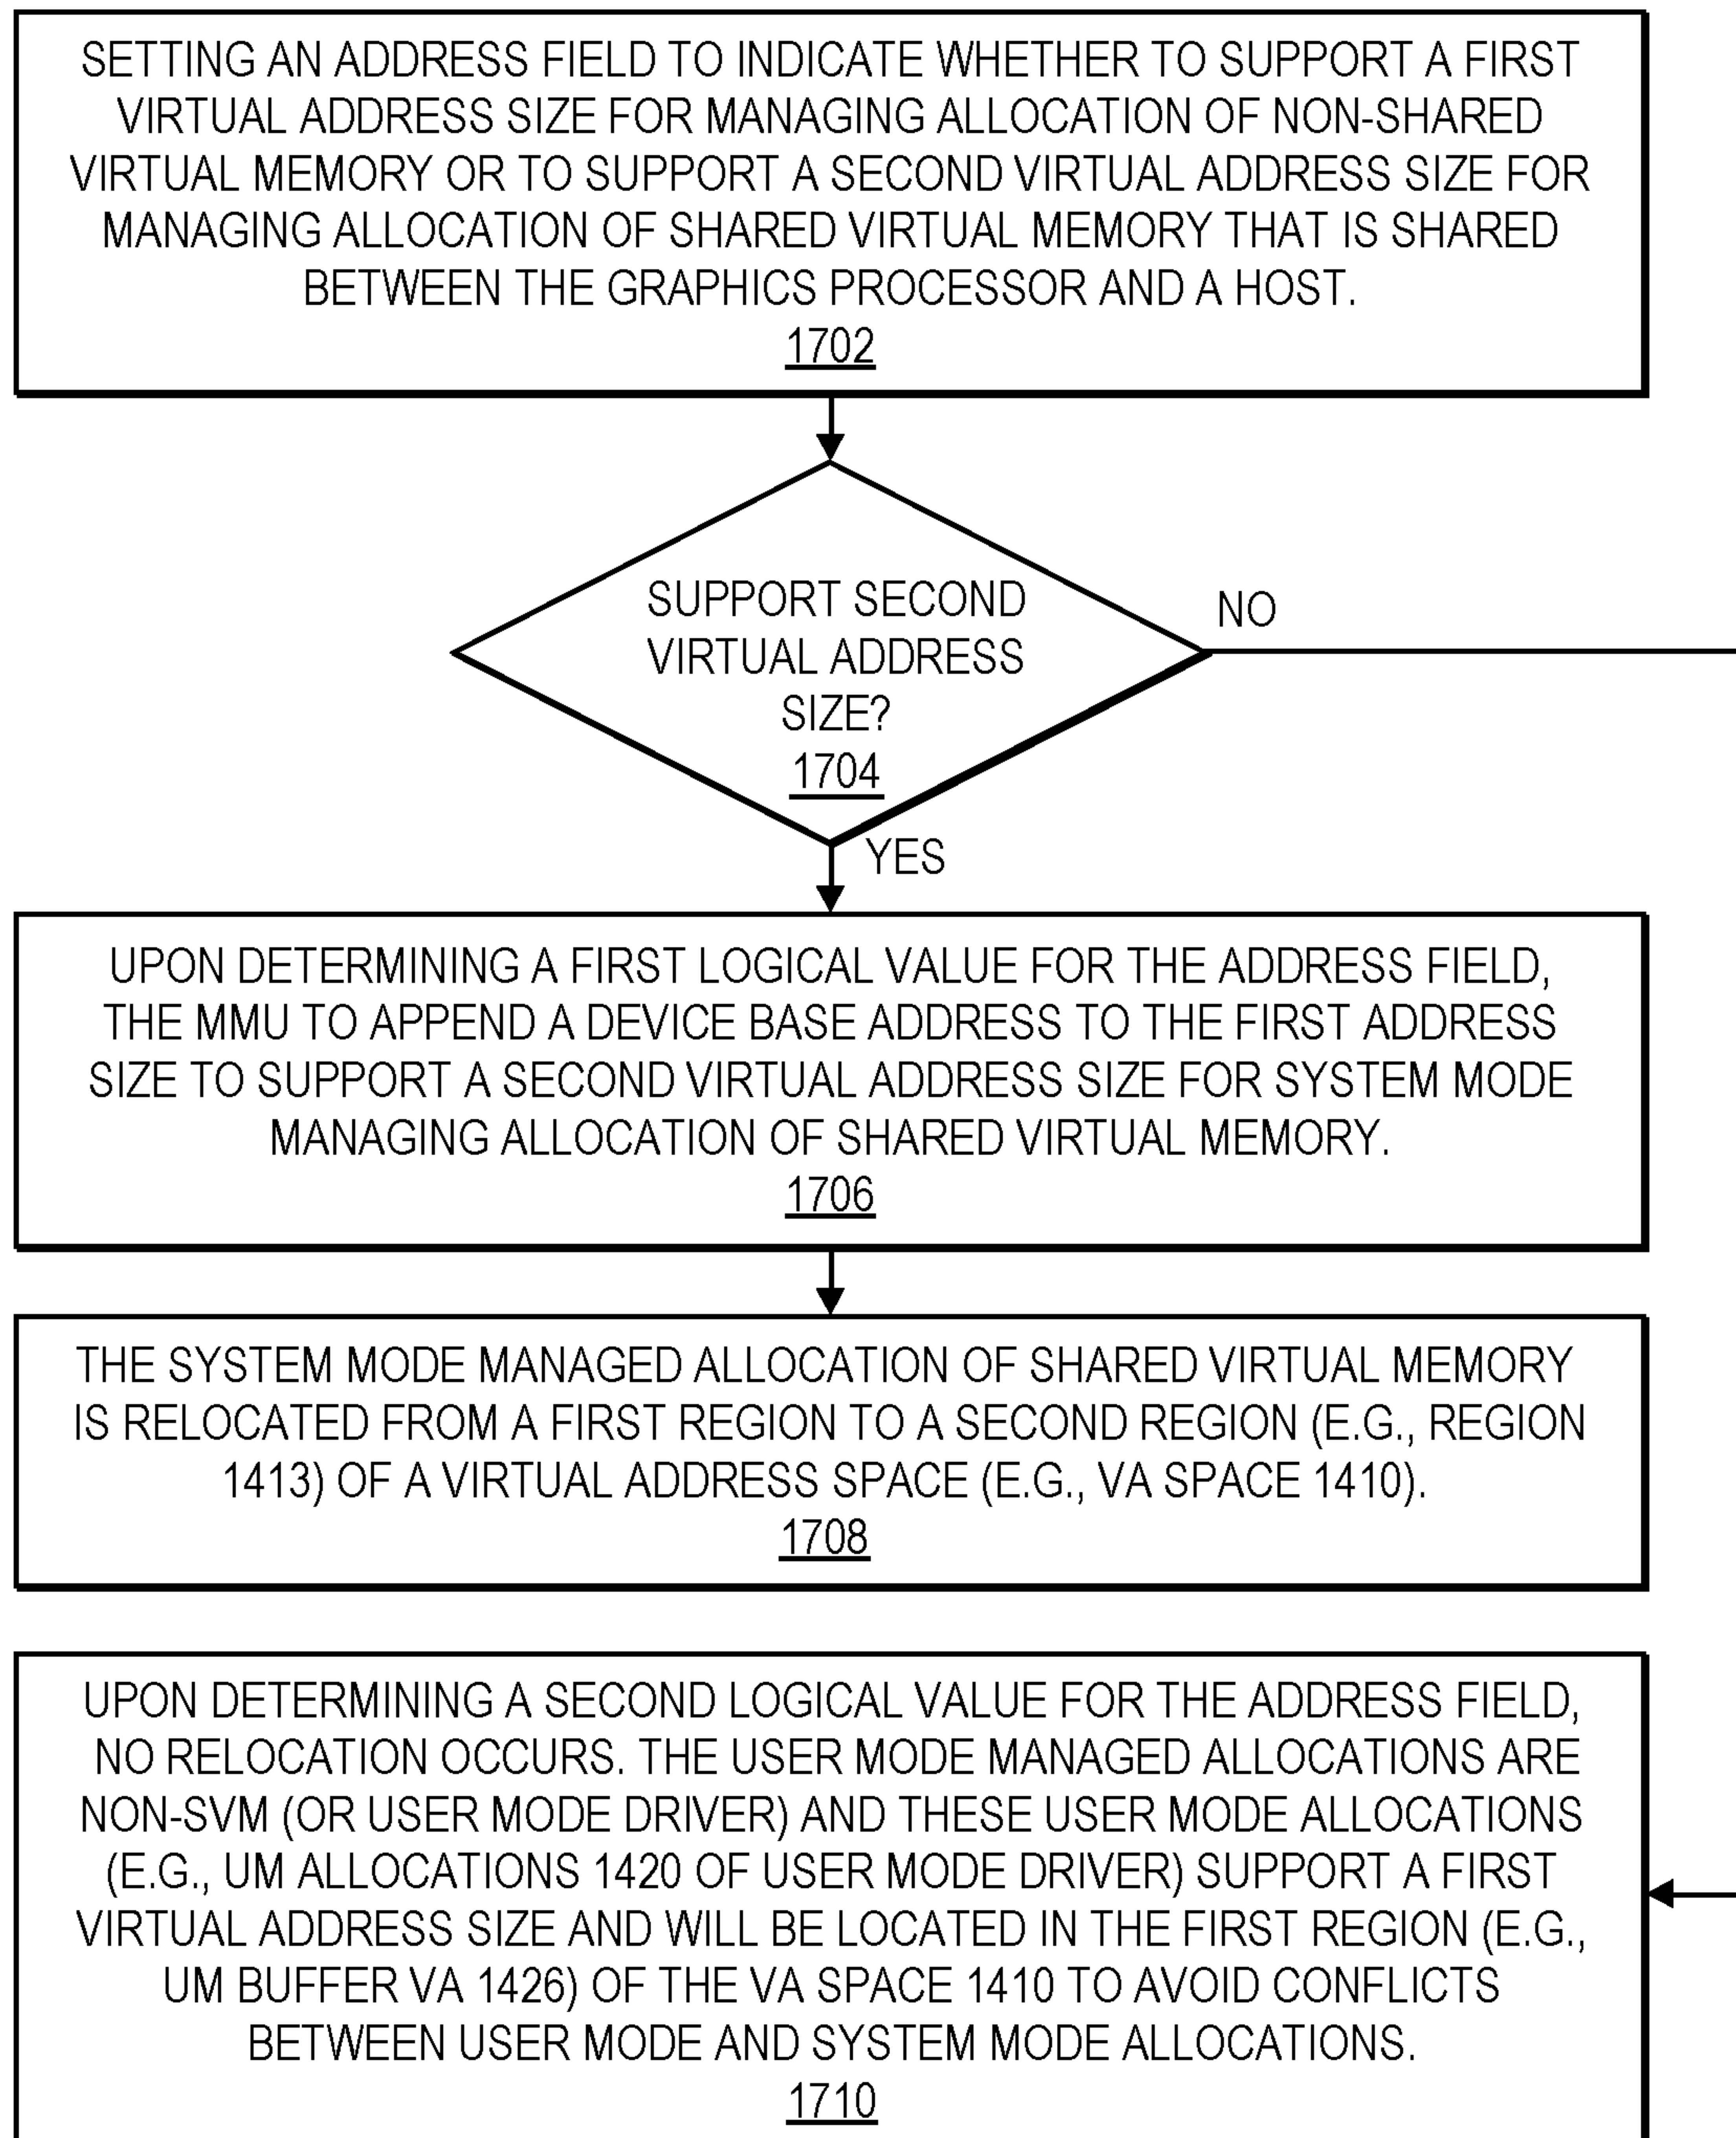 SETTING AN ADDRESS FIELD TO INDICATE WHETHER TO SUPPORT A FIRST
VIRTUAL ADDRESS SIZE FOR MANAGING ALLOCATION OF NON-SHARED
VIRTUAL MEMORY OR TO SUPPORT A SECOND VIRTUAL ADDRESS SIZE FOR
MANAGING ALLOCATION OF SHARED VIRTUAL MEMORY THAT IS SHARED
BETWEEN THE GRAPHICS PROCESSOR AND A HOST.
1702
SUPPORT SECOND
VIRTUAL ADDRESS
SIZE?
1704
NO
YES
UPON DETERMINING A FIRST LOGICAL VALUE FOR THE ADDRESS FIELD,
THE MMU TO APPEND A DEVICE BASE ADDRESS TO THE FIRST ADDRESS
SIZE TO SUPPORT A SECOND VIRTUAL ADDRESS SIZE FOR SYSTEM MODE
MANAGING ALLOCATION OF SHARED VIRTUAL MEMORY.
1706
THE SYSTEM MODE MANAGED ALLOCATION OF SHARED VIRTUAL MEMORY
IS RELOCATED FROM A FIRST REGION TO A SECOND REGION (E.G., REGION
1413) OF A VIRTUAL ADDRESS SPACE (E.G., VA SPACE 1410).
1708
UPON DETERMINING A SECOND LOGICAL VALUE FOR THE ADDRESS FIELD,
NO RELOCATION OCCURS. THE USER MODE MANAGED ALLOCATIONS ARE
NON-SVM (OR USER MODE DRIVER) AND THESE USER MODE ALLOCATIONS
(E.G., UM ALLOCATIONS 1420 OF USER MODE DRIVER) SUPPORT A FIRST
VIRTUAL ADDRESS SIZE AND WILL BE LOCATED IN THE FIRST REGION (E.G.,
UM BUFFER VA 1426) OF THE VA SPACE 1410 TO AVOID CONFLICTS
BETWEEN USER MODE AND SYSTEM MODE ALLOCATIONS.
1710